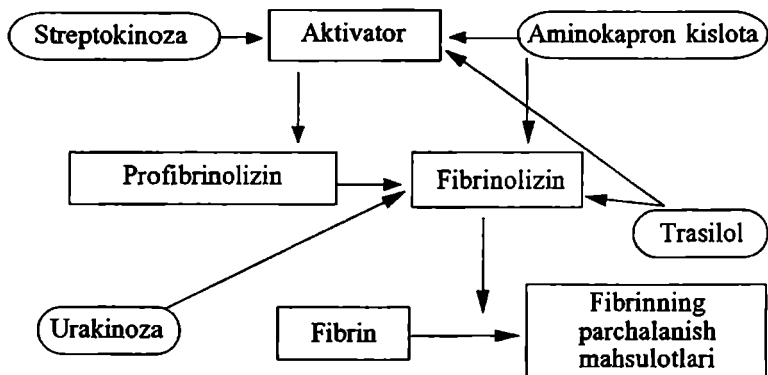 Streptokinoza
Aktivator
Aminokapron kislota
Profibrinolizin
Fibrinolizin
Trasilol
Urakinoza
Fibrin
Fibrinning
parchalanish
mahsulotlari